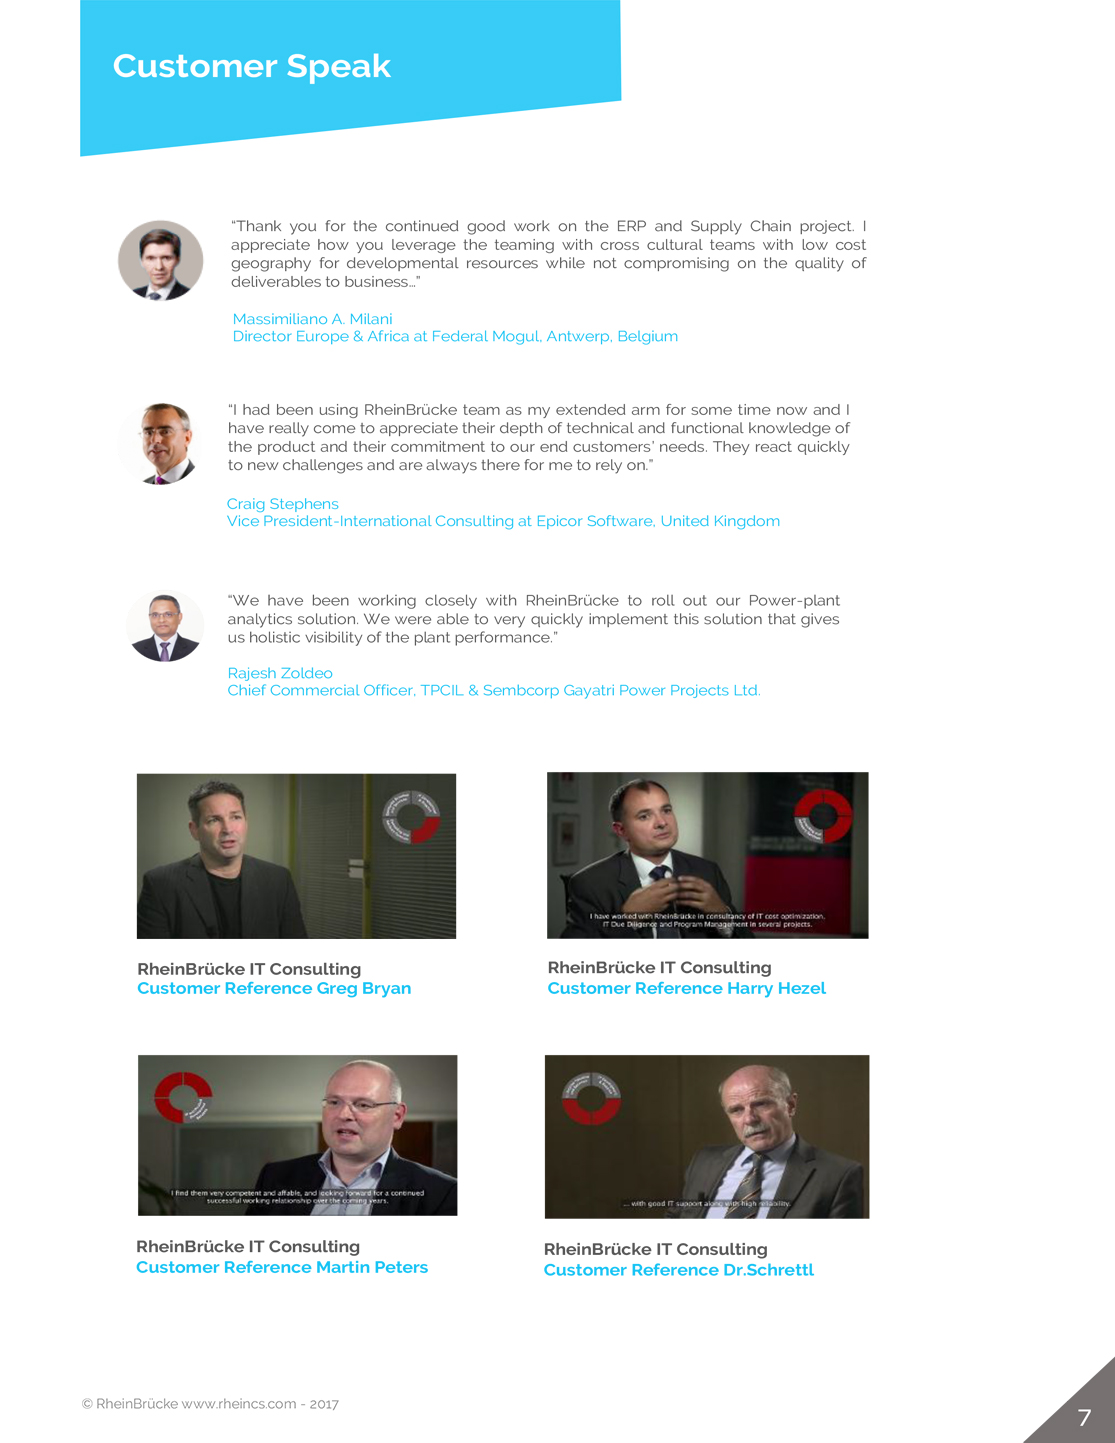 Customer Speak
“Thank you for the continued good work on the ERP and Supply Chain project. I
appreciate how you leverage the teaming with cross cultural teams with low cost
geography for developmental resources while not compromising on the quality of
deliverables to business...”
Massimiliano A. Milani
Director Europe & Africa at Federal Mogul, Antwerp, Belgium
“I had been using RheinBrücke team as my extended arm for some time now and I
have really come to appreciate their depth of technical and functional knowledge of
the product and their commitment to our end customers’ needs. They react quickly
to new challenges and are always there for me to rely on.”
Craig Stephens
Vice President-International Consulting at Epicor Software, United Kingdom
“We have been working closely with RheinBrücke to roll out our Power-plant
analytics solution. We were able to very quickly implement this solution that gives
us holistic visibility of the plant performance.”
Rajesh Zoldeo
Chief Commercial Officer, TPCIL & Sembcorp Gayatri Power Projects Ltd.
I have worked with RheinBrücke in consultancy of IT cost optimization,
IT Due Diligence and Program Management in several projects.
RheinBrücke IT Consulting
Customer Reference Greg Bryan
RheinBrücke IT Consulting
Customer Reference Harry Hezel
I find them very competent and affable, and looking forward for a continued
successful working relationship over the coming years.
... with good IT support along with high reliability.
RheinBrücke IT Consulting
Customer Reference Martin Peters
RheinBrücke IT Consulting
Customer Reference Dr.Schrettl
© RheinBrücke www.rheincs.com - 2017
7